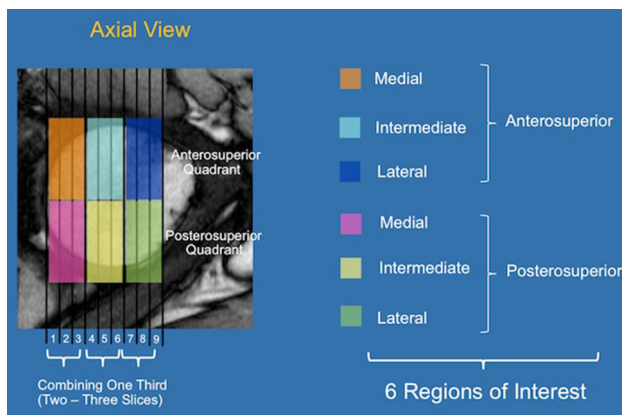 Axial View
Anterosuperior
Quadrant
Posterosuperior
Quadrant
1 2 3 4 5 6 7 8 9
Combining One Third
(Two – Three Slices)
Medial
Intermediate
Lateral
Anterosuperior
Medial
Intermediate
Lateral
Posterosuperior
6 Regions of Interest